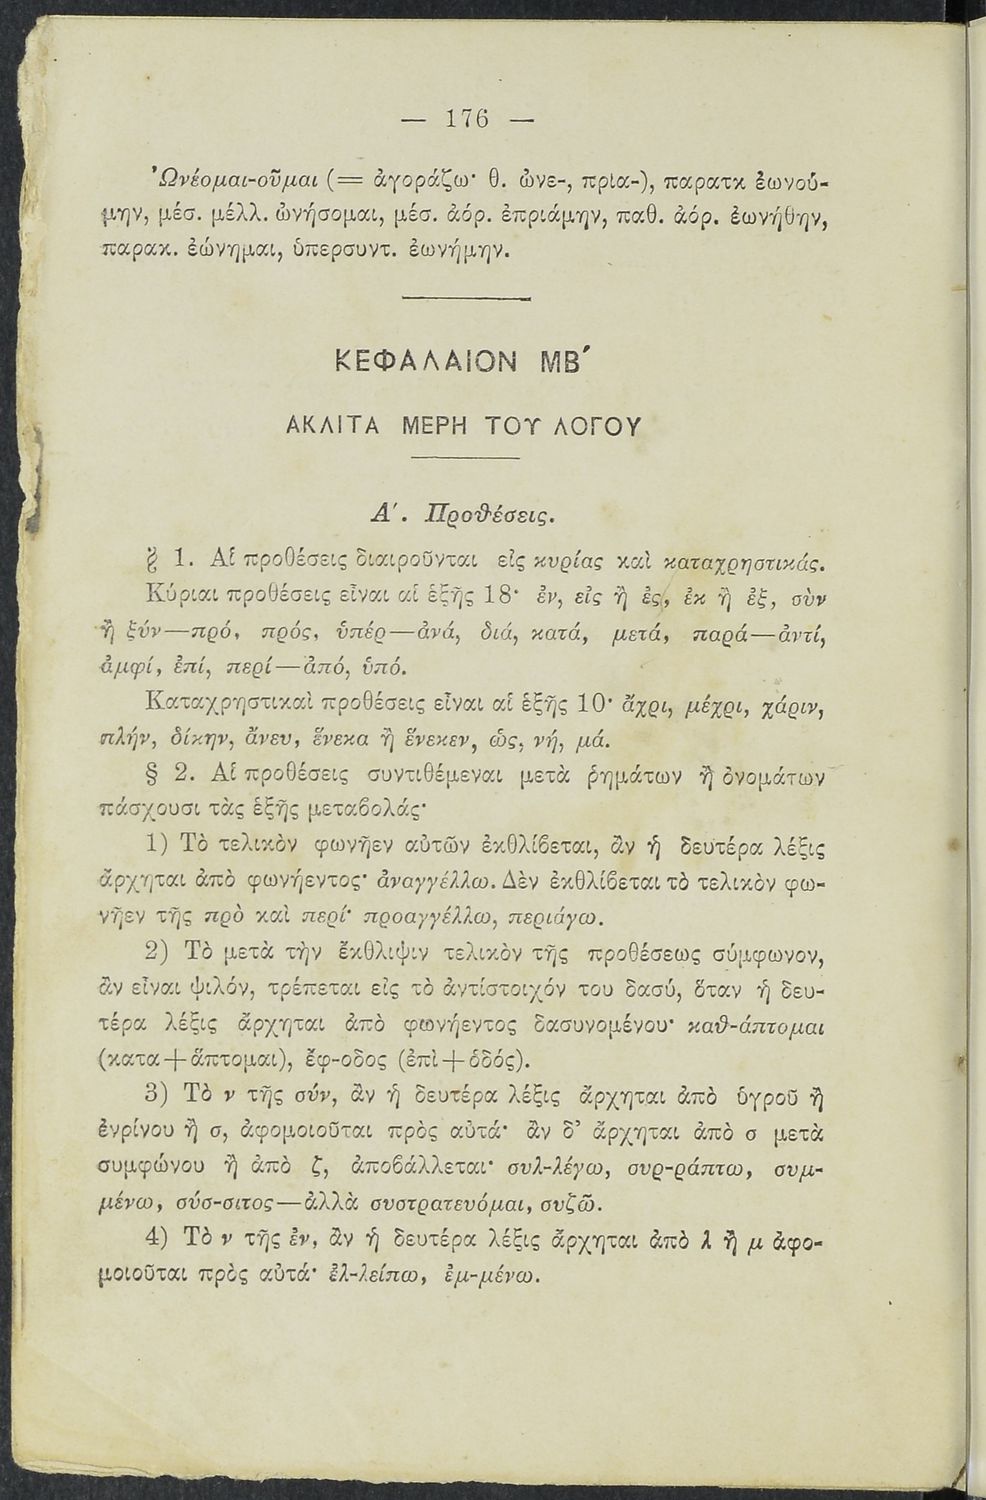 — 176 —
Ὠνέομαι-οῦμαι (= ἀγοράζω· θ. ὠνε-, πρια-), παρατκ ἐωνού-
μην, μέσ. μέλλ. ὠνήσομαι, μέσ. ἀόρ. ἐπριάμην, παθ. ἀόρ. ἐωνήθην,
παρακ. ἐώνημαι, ὑπερσυντ. ἐωνήμην.
ΚΕΦΑΛΑΙΟΝ ΜΒ΄
ΑΚΛΙΤΑ ΜΕΡΗ ΤΟΥ ΛΟΓΟΥ
Α΄. Προθέσεις.
§ 1. Αἱ προθέσεις διαιροῦνται εἰς κυρίας καὶ καταχρηστικάς.
Κύριαι προθέσεις εἶναι αἱ ἑξῆς 18· ἐν, εἰς ἢ ἐς, ἐκ ἢ ἐξ, σὺν
ἢ ξύν—πρό, πρός, ὑπέρ—ἀνά, διά, κατά, μετά, παρά—ἀντί,
ἀμφί, ἐπί, περί—ἀπό, ὑπό.
Καταχρηστικαὶ προθέσεις εἶναι αἱ ἑξῆς 10· ἄχρι, μέχρι, χάριν,
πλήν, δίκην, ἄνευ, ἕνεκα ἢ ἕνεκεν, ὡς, νή, μά.
§ 2. Αἱ προθέσεις συντιθέμεναι μετὰ ῥημάτων ἢ ὀνομάτων
πάσχουσι τὰς ἑξῆς μεταβολάς·
1) Τὸ τελικὸν φωνῆεν αὐτῶν ἐκθλίβεται, ἂν ἡ δευτέρα λέξις
ἄρχηται ἀπὸ φωνήεντος· ἀναγγέλλω. Δὲν ἐκθλίβεται τὸ τελικὸν φω-
νῆεν τῆς πρὸ καὶ περί· προαγγέλλω, περιάγω.
2) Τὸ μετὰ τὴν ἔκθλιψιν τελικὸν τῆς προθέσεως σύμφωνον,
ἂν εἶναι ψιλόν, τρέπεται εἰς τὸ ἀντίστοιχόν του δασύ, ὅταν ἡ δευ-
τέρα λέξις ἄρχηται ἀπὸ φωνήεντος δασυνομένου· καθ-άπτομαι
(κατα+ἅπτομαι), ἔφ-οδος (ἐπὶ+ὁδός).
3) Τὸ ν τῆς σύν, ἂν ἡ δευτέρα λέξις ἄρχηται ἀπὸ ὑγροῦ ἢ
ἐνρίνου ἢ σ, ἀφομοιοῦται πρὸς αὐτά· ἂν δ' ἄρχηται ἀπὸ σ μετὰ
συμφώνου ἢ ἀπὸ ζ, ἀποβάλλεται· συλ-λέγω, συρ-ράπτω, συμ-
μένω, σύσ-σιτος—ἀλλὰ συστρατευόμαι, συζῶ.
4) Τὸ ν τῆς ἐν, ἂν ἡ δευτέρα λέξις ἄρχηται ἀπὸ λ ἢ μ ἀφο-
μοιοῦται πρὸς αὐτά· ἐλ-λείπω, ἐμ-μένω.